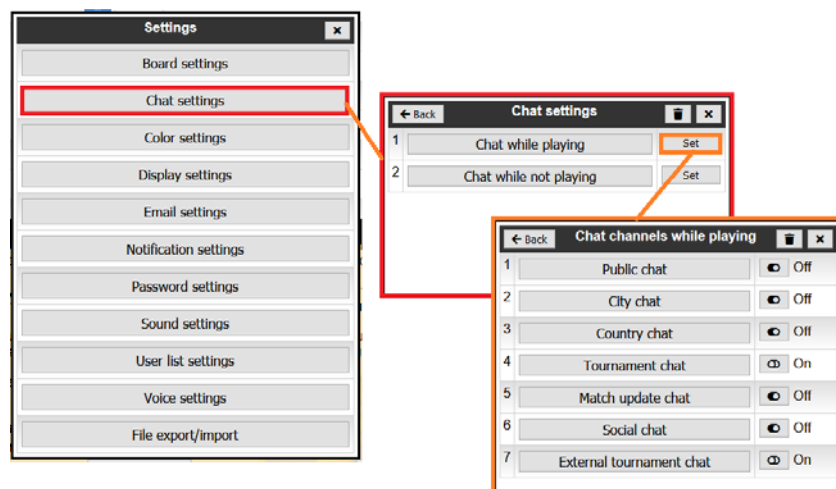 Settings
Board settings
Chat settings
Color settings
Display settings
Email settings
Notification settings
Password settings
Sound settings
User list settings
Voice settings
File export/import
Back Chat settings
1 Chat while playing Set
2 Chat while not playing Set
Back Chat channels while playing
1 Public chat Off
2 City chat Off
3 Country chat Off
4 Tournament chat On
5 Match update chat Off
6 Social chat Off
7 External tournament chat On